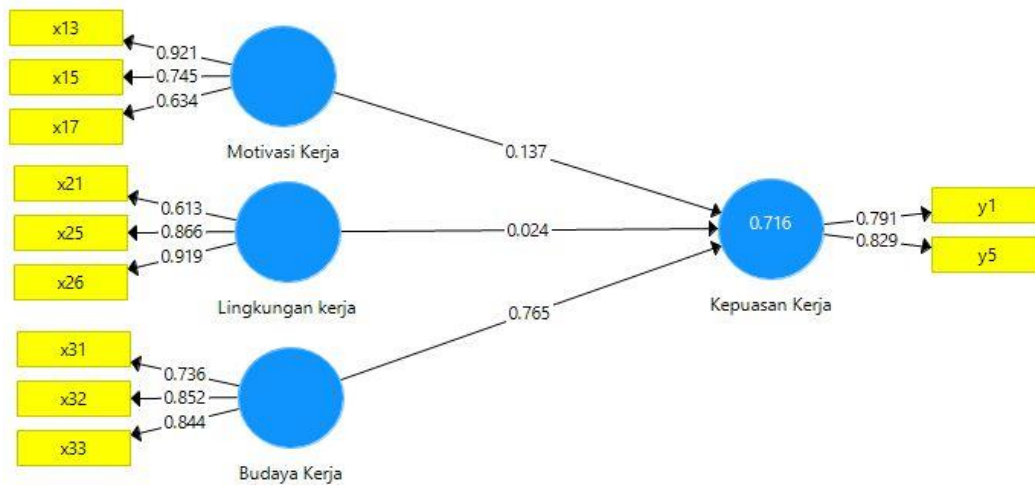 x13
0.921
x15
0.745
x17
0.634
Motivasi Kerja
0.137
x21
0.613
x25
0.866
x26
0.919
Lingkungan kerja
0.024
x31
0.736
x32
0.852
x33
0.844
Budaya Kerja
0.765
0.716
Kepuasan Kerja
0.791
y1
0.829
y5